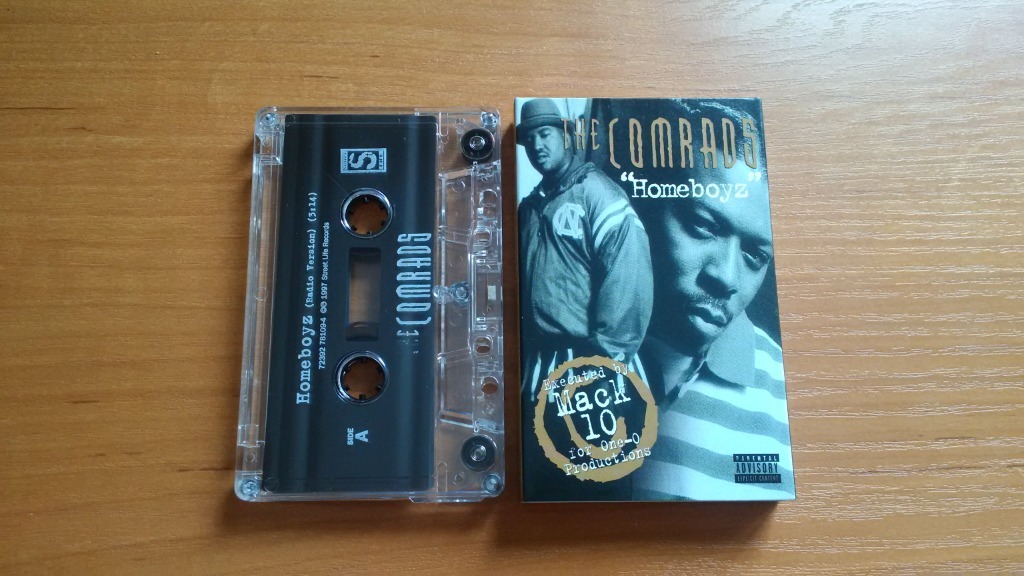 Homeboyz (Radio Version) (3:14)
72392 78109-4 ℗© 1997 Street Life Records
SIDE
A
THE COMRADS
S
THE COMRADS
"Homeboyz"
NC
Executed by
Mack
10
for One-O
Productions
PARENTAL
ADVISORY
EXPLICIT CONTENT